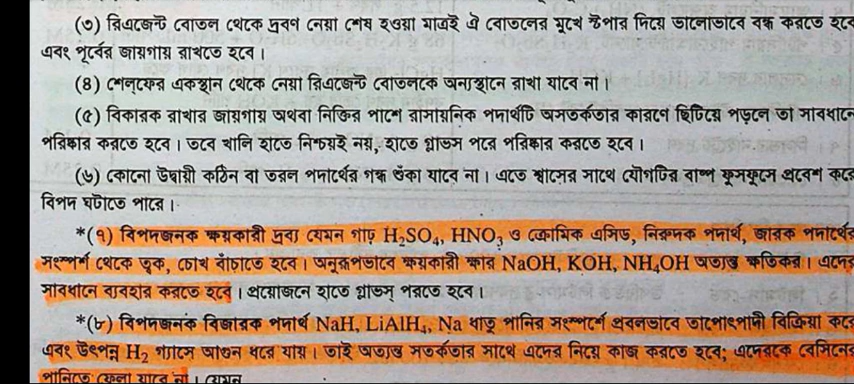 (৩) রিএজেন্ট বোতল থেকে দ্রবণ নেয়া শেষ হওয়া মাত্রই ঐ বোতলের মুখে স্টপার দিয়ে ভালোভাবে বন্ধ করতে হবে
এবং পূর্বের জায়গায় রাখতে হবে।
(৪) শেল্‌ফের একস্থান থেকে নেয়া রিএজেন্ট বোতলকে অন্যস্থানে রাখা যাবে না।
(৫) বিকারক রাখার জায়গায় অথবা নিক্তির পাশে রাসায়নিক পদার্থটি অসতর্কতার কারণে ছিটিয়ে পড়লে তা সাবধানে
পরিষ্কার করতে হবে। তবে খালি হাতে নিশ্চয়ই নয়, হাতে গ্লাভস পরে পরিষ্কার করতে হবে।
(৬) কোনো উদ্বায়ী কঠিন বা তরল পদার্থের গন্ধ শুঁকা যাবে না। এতে শ্বাসের সাথে যৌগটির বাষ্প ফুসফুসে প্রবেশ করে
বিপদ ঘটাতে পারে।
*(৭) বিপদজনক ক্ষয়কারী দ্রব্য যেমন গাঢ় H₂SO₄, HNO₃ ও ক্রোমিক এসিড, নিরুদক পদার্থ, জারক পদার্থের
সংস্পর্শ থেকে ত্বক, চোখ বাঁচাতে হবে। অনুরূপভাবে ক্ষয়কারী ক্ষার NaOH, KOH, NH₄OH অত্যন্ত ক্ষতিকর। এদের
সাবধানে ব্যবহার করতে হবে। প্রয়োজনে হাতে গ্লাভস্ পরতে হবে।
*(৮) বিপদজনক বিজারক পদার্থ NaH, LiAlH₄, Na ধাতু পানির সংস্পর্শে প্রবলভাবে তাপোৎপাদী বিক্রিয়া করে
এবং উৎপন্ন H₂ গ্যাসে আগুন ধরে যায়। তাই অত্যন্ত সতর্কতার সাথে এদের নিয়ে কাজ করতে হবে; এদেরকে বেসিনের
পানিতে ফেলা যাবে না। যেমন